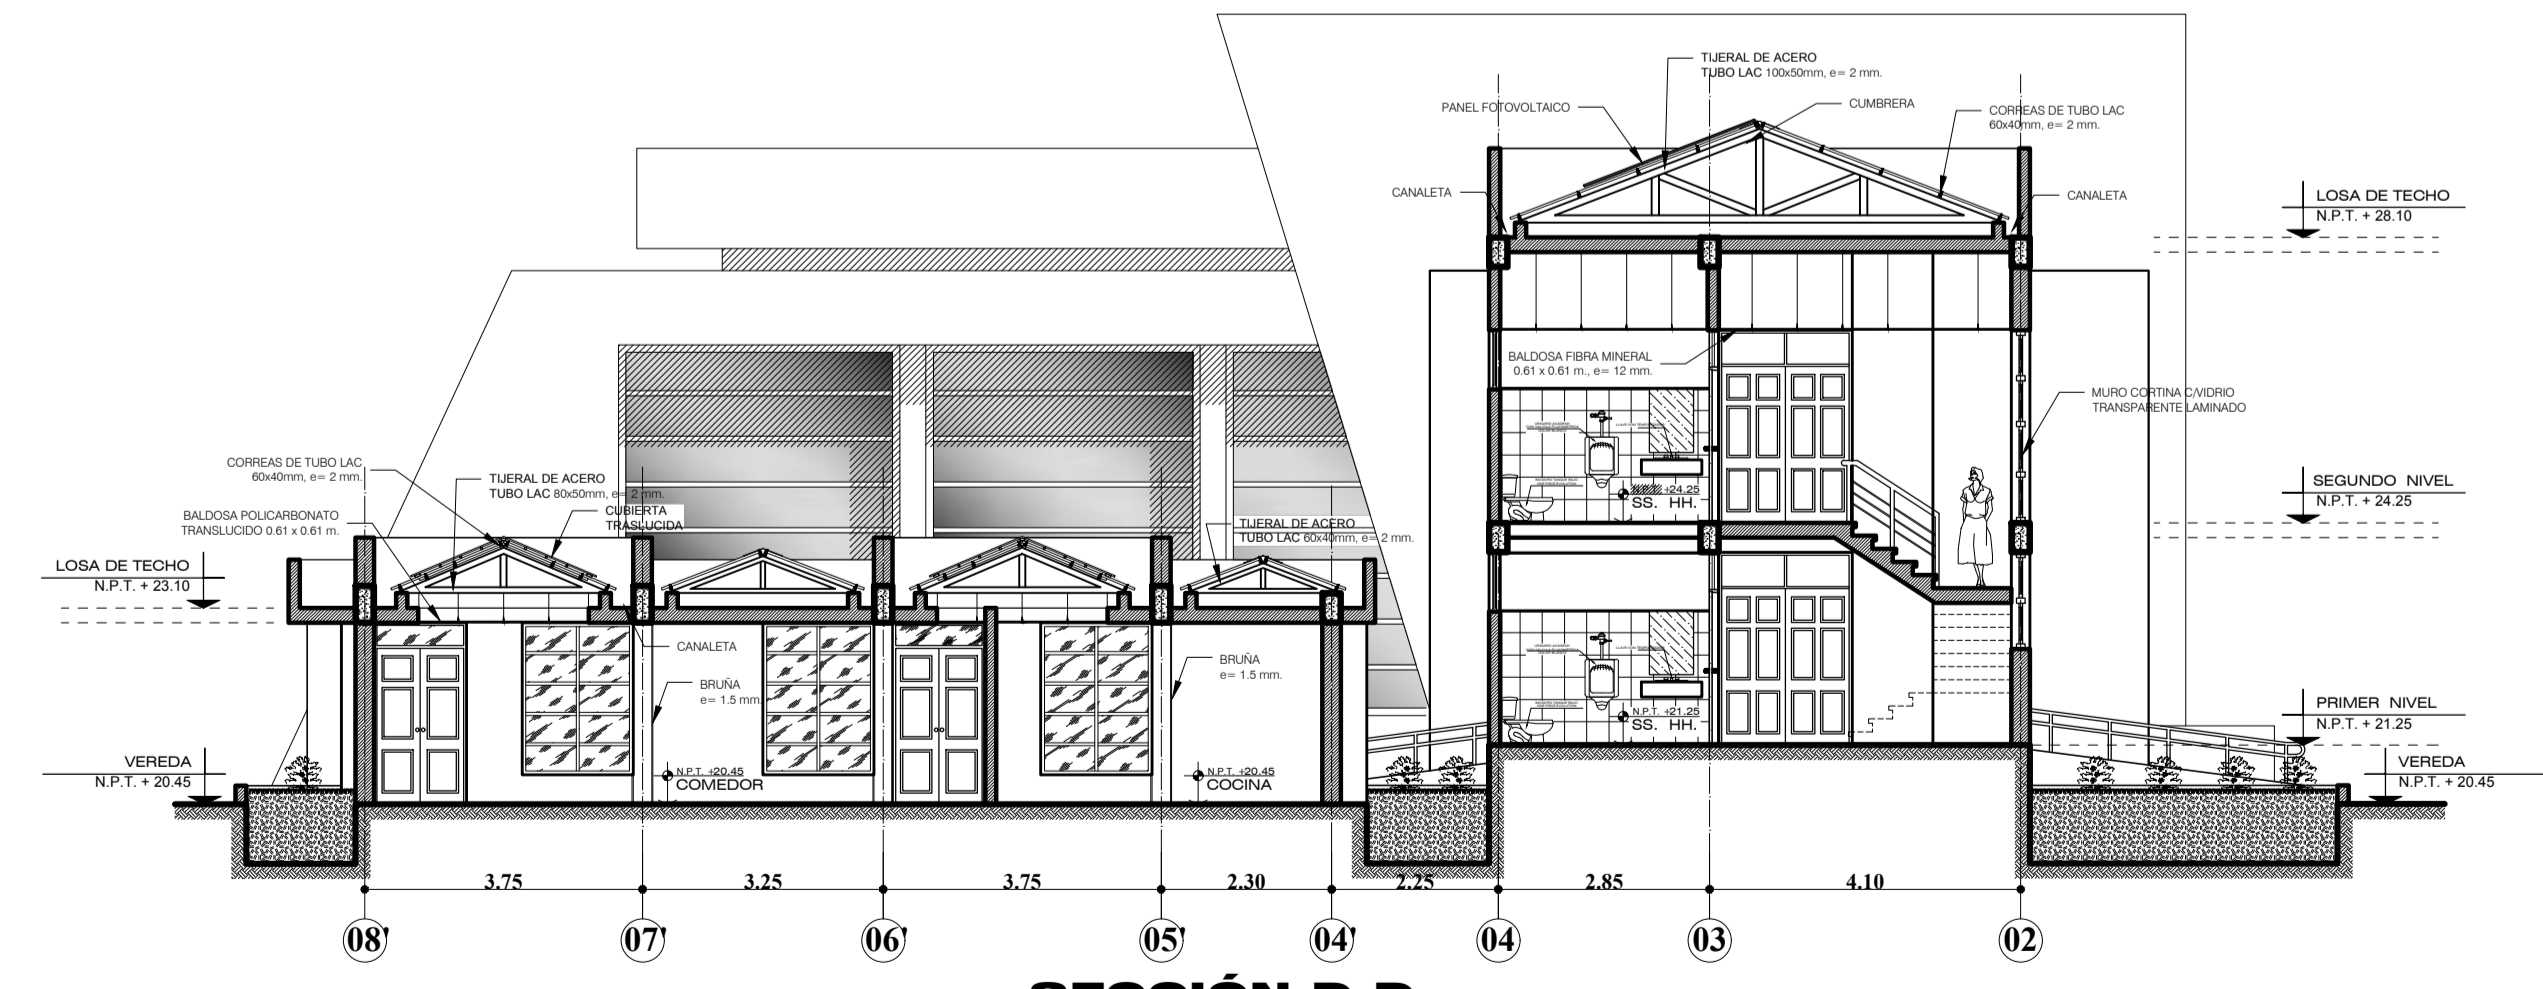 TIJERAL DE ACERO
TUBO LAC 100x50mm, e= 2 mm.
PANEL FOTOVOLTAICO
CUMBRERA
CORREAS DE TUBO LAC
60x40mm, e= 2 mm.
CANALETA
CANALETA
LOSA DE TECHO
N.P.T. + 28.10
BALDOSA FIBRA MINERAL
0.61 x 0.61 m., e= 12 mm.
MURO CORTINA C/VIDRIO
TRANSPARENTE LAMINADO
CORREAS DE TUBO LAC
60x40mm, e= 2 mm.
TIJERAL DE ACERO
TUBO LAC 80x50mm, e= 2 mm.
CUBIERTA
TRASLUCIDA
BALDOSA POLICARBONATO
TRANSLUCIDO 0.61 x 0.61 m.
TIJERAL DE ACERO
TUBO LAC 60x40mm, e= 2 mm.
N.P.T. +24.25
SS. HH.
SEGUNDO NIVEL
N.P.T. + 24.25
LOSA DE TECHO
N.P.T. + 23.10
CANALETA
BRUÑA
e= 1.5 mm.
BRUÑA
e= 1.5 mm.
N.P.T. +21.25
SS. HH.
PRIMER NIVEL
N.P.T. + 21.25
VEREDA
N.P.T. + 20.45
N.P.T. +20.45
COMEDOR
N.P.T. +20.45
COCINA
VEREDA
N.P.T. + 20.45
3.75 3.25 3.75 2.30 2.25 2.85 4.10
08' 07' 06' 05' 04' 04 03 02